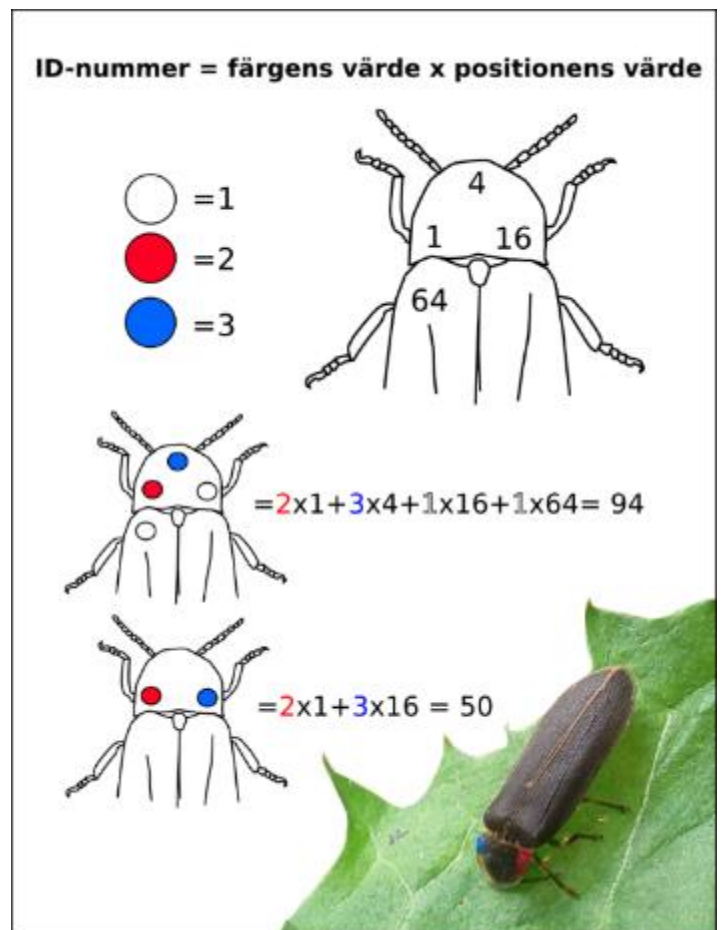 ID-nummer = färgens värde x positionens värde
=1
=2
=3
4
1 16
64
=2x1+3x4+1x16+1x64= 94
=2x1+3x16 = 50